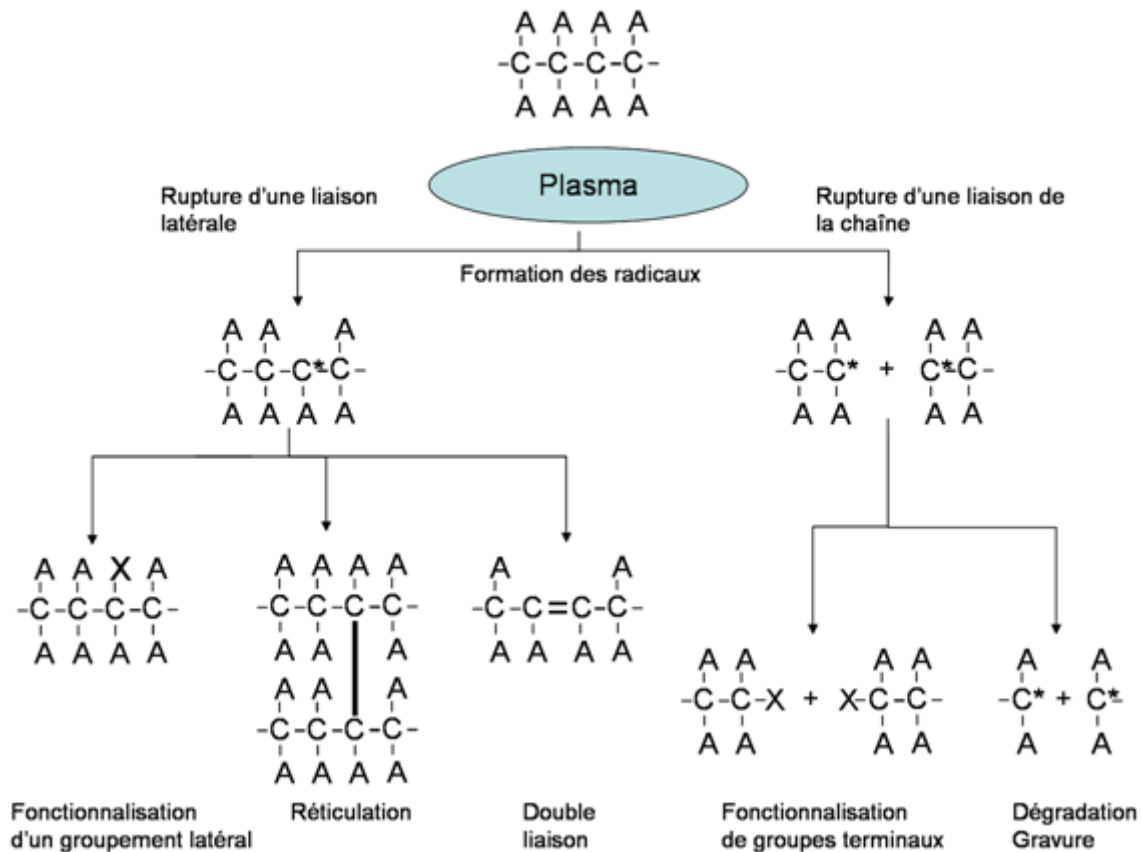 A A A A
-C-C-C-C-
A A A A
Plasma
Rupture d'une liaison
latérale
Rupture d'une liaison de
la chaîne
Formation des radicaux
A A A
-C-C-C*-C-
A A A A
A A
-C-C* + C*-C-
A A
A A
A A
A A X A
-C-C-C-C-
A A A A
A A A A
-C-C-C-C-
A A A
A A A
-C-C-C-C-
A A A A
A A
-C-C=C-C-
A A A A
A A
-C-C-X + X-C-C-
A A
A A
A A
A A
-C* + C*-
A A
Fonctionnalisation
d'un groupement latéral
Réticulation
Double
liaison
Fonctionnalisation
de groupes terminaux
Dégradation
Gravure